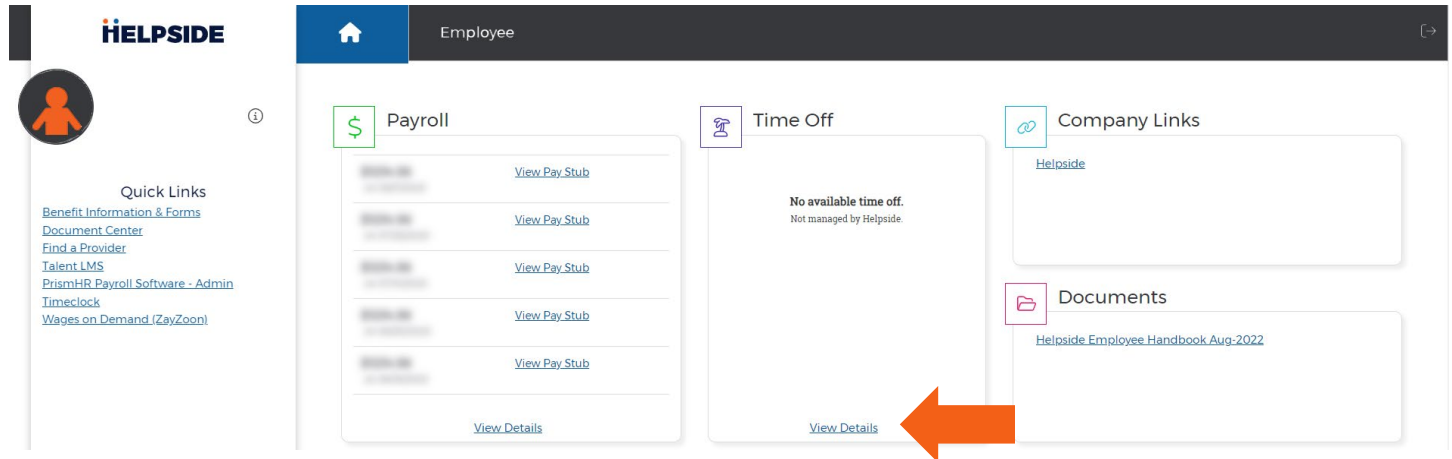 HELPSIDE
Employee
Quick Links
Benefit Information & Forms
Document Center
Find a Provider
Talent LMS
PrismHR Payroll Software - Admin
Timeclock
Wages on Demand (ZayZoon)
$
Payroll
View Pay Stub
View Pay Stub
View Pay Stub
View Pay Stub
View Pay Stub
View Details
Time Off
No available time off.
Not managed by Helpside.
View Details
Company Links
Helpside
Documents
Helpside Employee Handbook Aug-2022